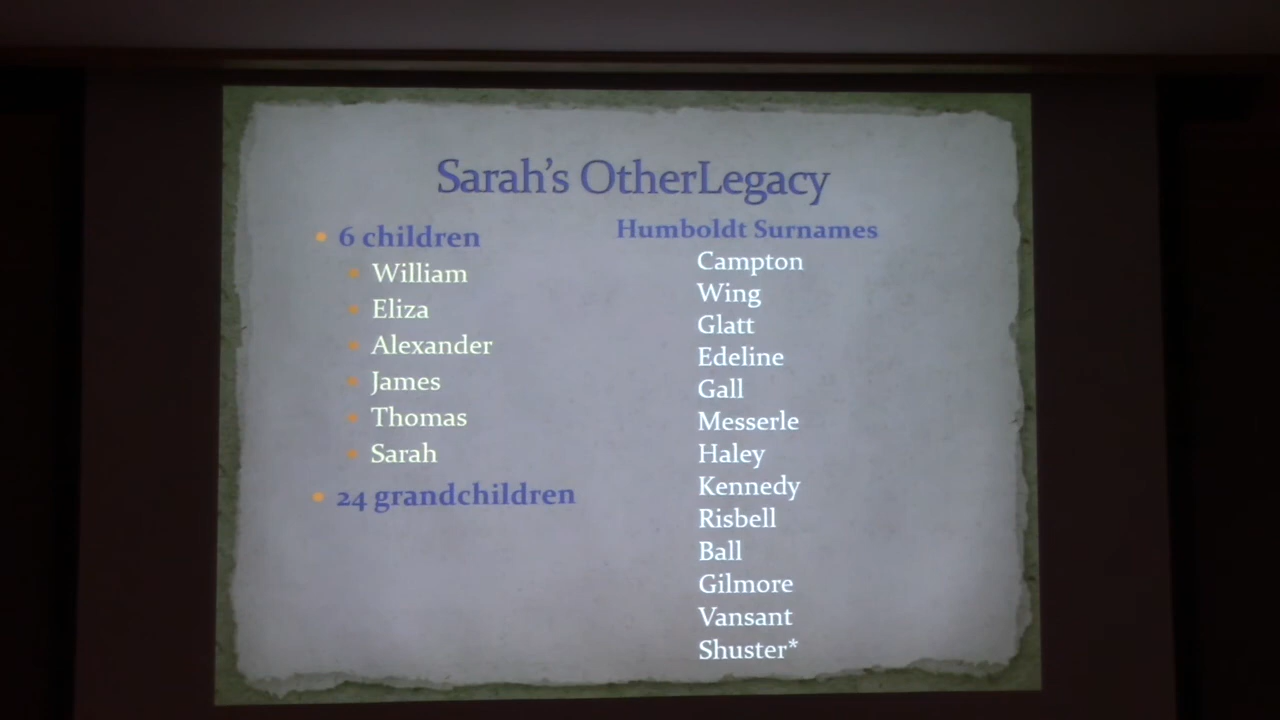 Sarah's OtherLegacy
6 children
William
Eliza
Alexander
James
Thomas
Sarah
24 grandchildren
Humboldt Surnames
Campton
Wing
Glatt
Edeline
Gall
Messerle
Haley
Kennedy
Risbell
Ball
Gilmore
Vansant
Shuster*